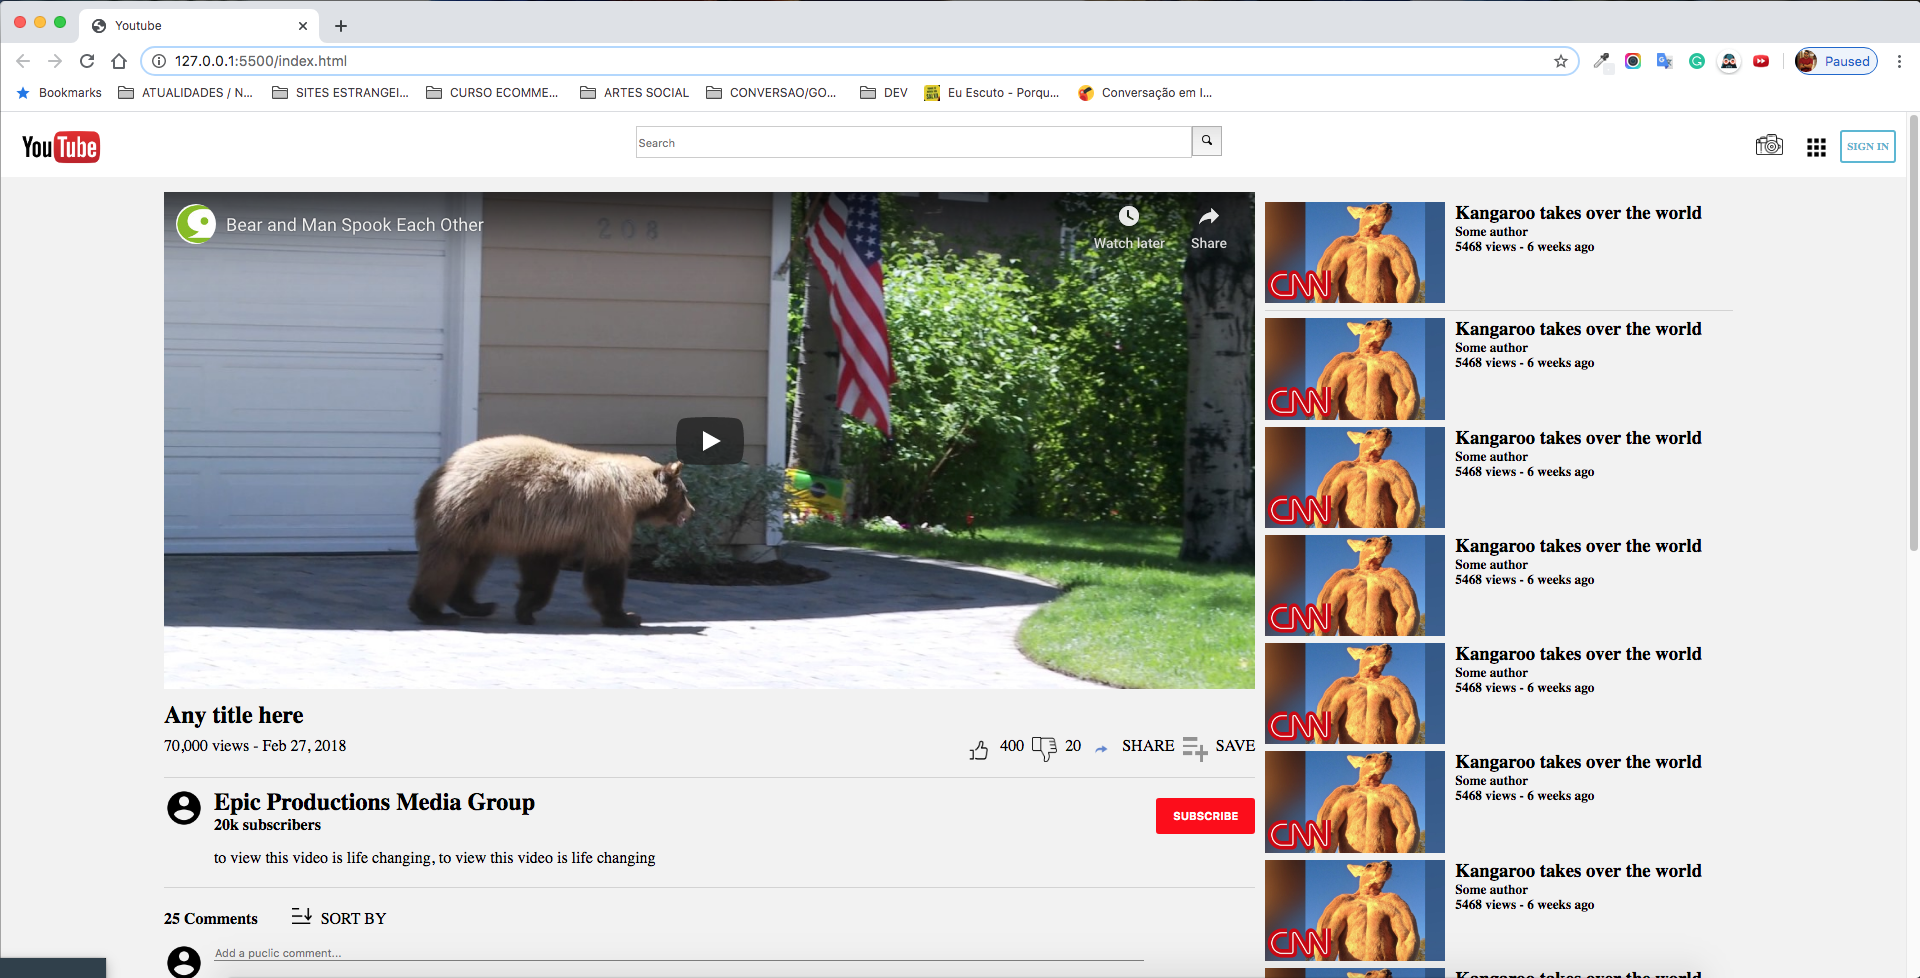 Youtube
127.0.0.1:5500/index.html
Paused
Bookmarks
ATUALIDADES / N...
SITES ESTRANGEI...
CURSO ECOMME...
ARTES SOCIAL
CONVERSAO/GO...
DEV
Eu Escuto - Porqu...
Conversação em I...
YouTube
Search
SIGN IN
Bear and Man Spook Each Other
208
Watch later
Share
Any title here
70,000 views - Feb 27, 2018
400
20
SHARE
SAVE
Epic Productions Media Group
20k subscribers
SUBSCRIBE
to view this video is life changing, to view this video is life changing
25 Comments
SORT BY
Add a puclic comment...
CNN
Kangaroo takes over the world
Some author
5468 views - 6 weeks ago
CNN
Kangaroo takes over the world
Some author
5468 views - 6 weeks ago
CNN
Kangaroo takes over the world
Some author
5468 views - 6 weeks ago
CNN
Kangaroo takes over the world
Some author
5468 views - 6 weeks ago
CNN
Kangaroo takes over the world
Some author
5468 views - 6 weeks ago
CNN
Kangaroo takes over the world
Some author
5468 views - 6 weeks ago
CNN
Kangaroo takes over the world
Some author
5468 views - 6 weeks ago
Kangaroo takes over the world